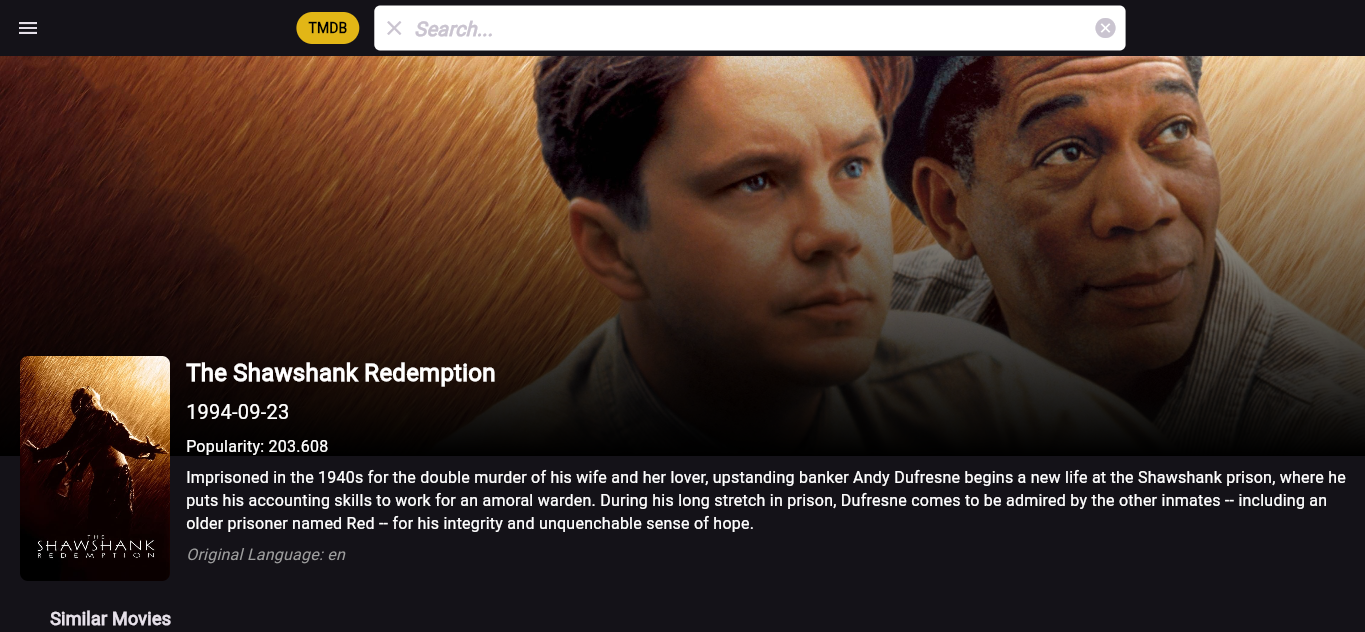 TMDB
Search...
The Shawshank Redemption
1994-09-23
Popularity: 203.608
Imprisoned in the 1940s for the double murder of his wife and her lover, upstanding banker Andy Dufresne begins a new life at the Shawshank prison, where he
puts his accounting skills to work for an amoral warden. During his long stretch in prison, Dufresne comes to be admired by the other inmates -- including an
older prisoner named Red -- for his integrity and unquenchable sense of hope.
Original Language: en
THE
SHAWSHANK
REDEMPTION
Similar Movies